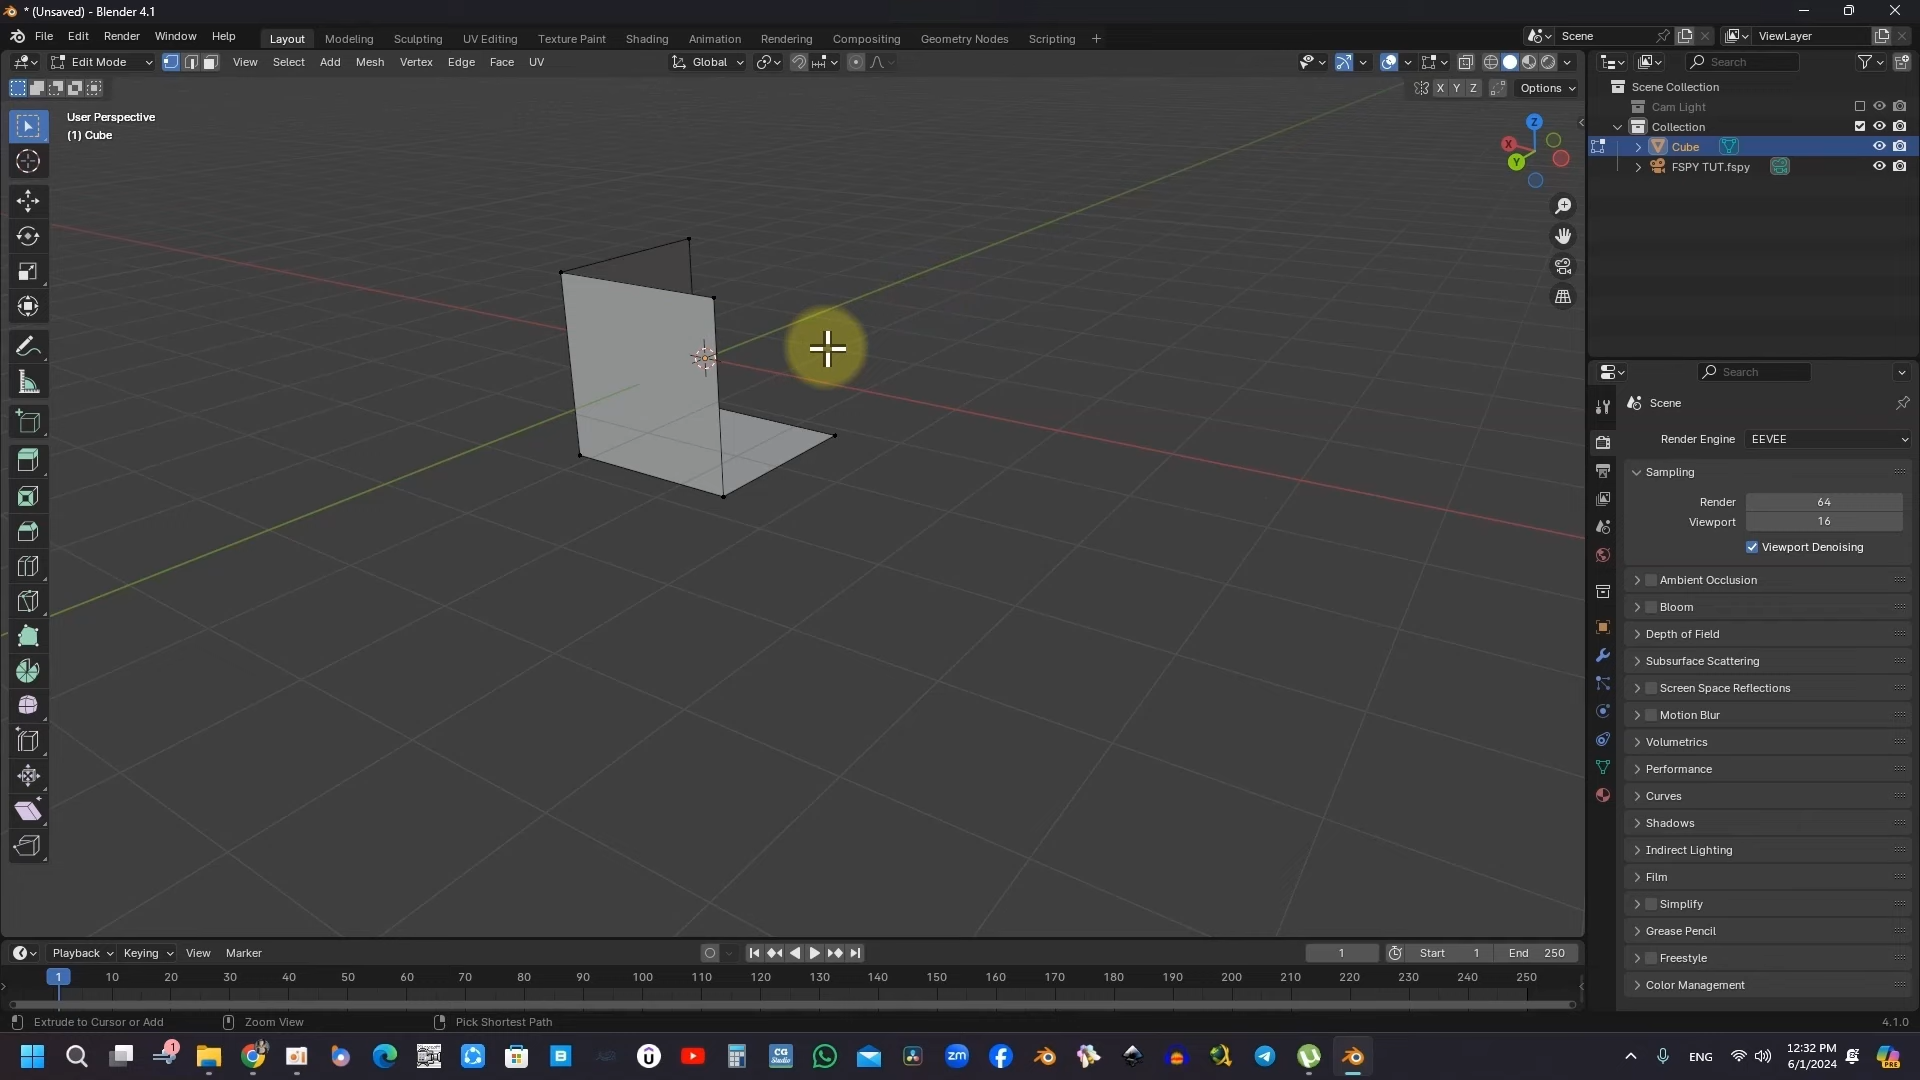 * (Unsaved) - Blender 4.1
File Edit Render Window Help Layout Modeling Sculpting UV Editing Texture Paint Shading Animation Rendering Compositing Geometry Nodes Scripting + Scene ViewLayer
Edit Mode View Select Add Mesh Vertex Edge Face UV Global Search
X Y Z Options
User Perspective
(1) Cube
Z
X
Y
Scene Collection
Cam Light
Collection
Cube
FSPY TUT.fspy
Search
Scene
Render Engine EEVEE
Sampling
Render 64
Viewport 16
Viewport Denoising
Ambient Occlusion
Bloom
Depth of Field
Subsurface Scattering
Screen Space Reflections
Motion Blur
Volumetrics
Performance
Curves
Shadows
Indirect Lighting
Film
Simplify
Grease Pencil
Freestyle
Color Management
Playback Keying View Marker 1 Start 1 End 250
1 10 20 30 40 50 60 70 80 90 100 110 120 130 140 150 160 170 180 190 200 210 220 230 240 250
Extrude to Cursor or Add Zoom View Pick Shortest Path 4.1.0
1
CG
Studio
zm
ENG
12:32 PM
6/1/2024
PRE